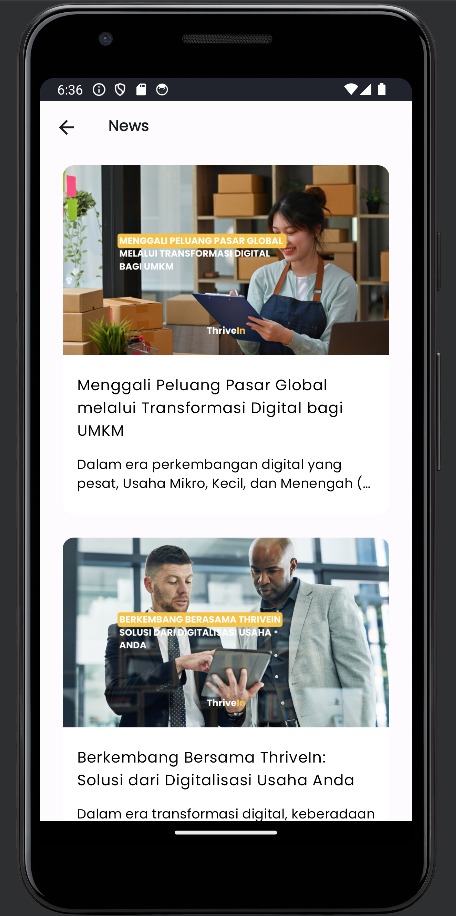 6:36
News
MENGGALI PELUANG PASAR GLOBAL
MELALUI TRANSFORMASI DIGITAL
BAGI UMKM
ThriveIn
Menggali Peluang Pasar Global
melalui Transformasi Digital bagi
UMKM
Dalam era perkembangan digital yang
pesat, Usaha Mikro, Kecil, dan Menengah (...
BERKEMBANG BERASAMA THRIVEIN
SOLUSI DARI DIGITALISASI USAHA
ANDA
ThriveIn
Berkembang Bersama ThriveIn:
Solusi dari Digitalisasi Usaha Anda
Dalam era transformasi digital, keberadaan